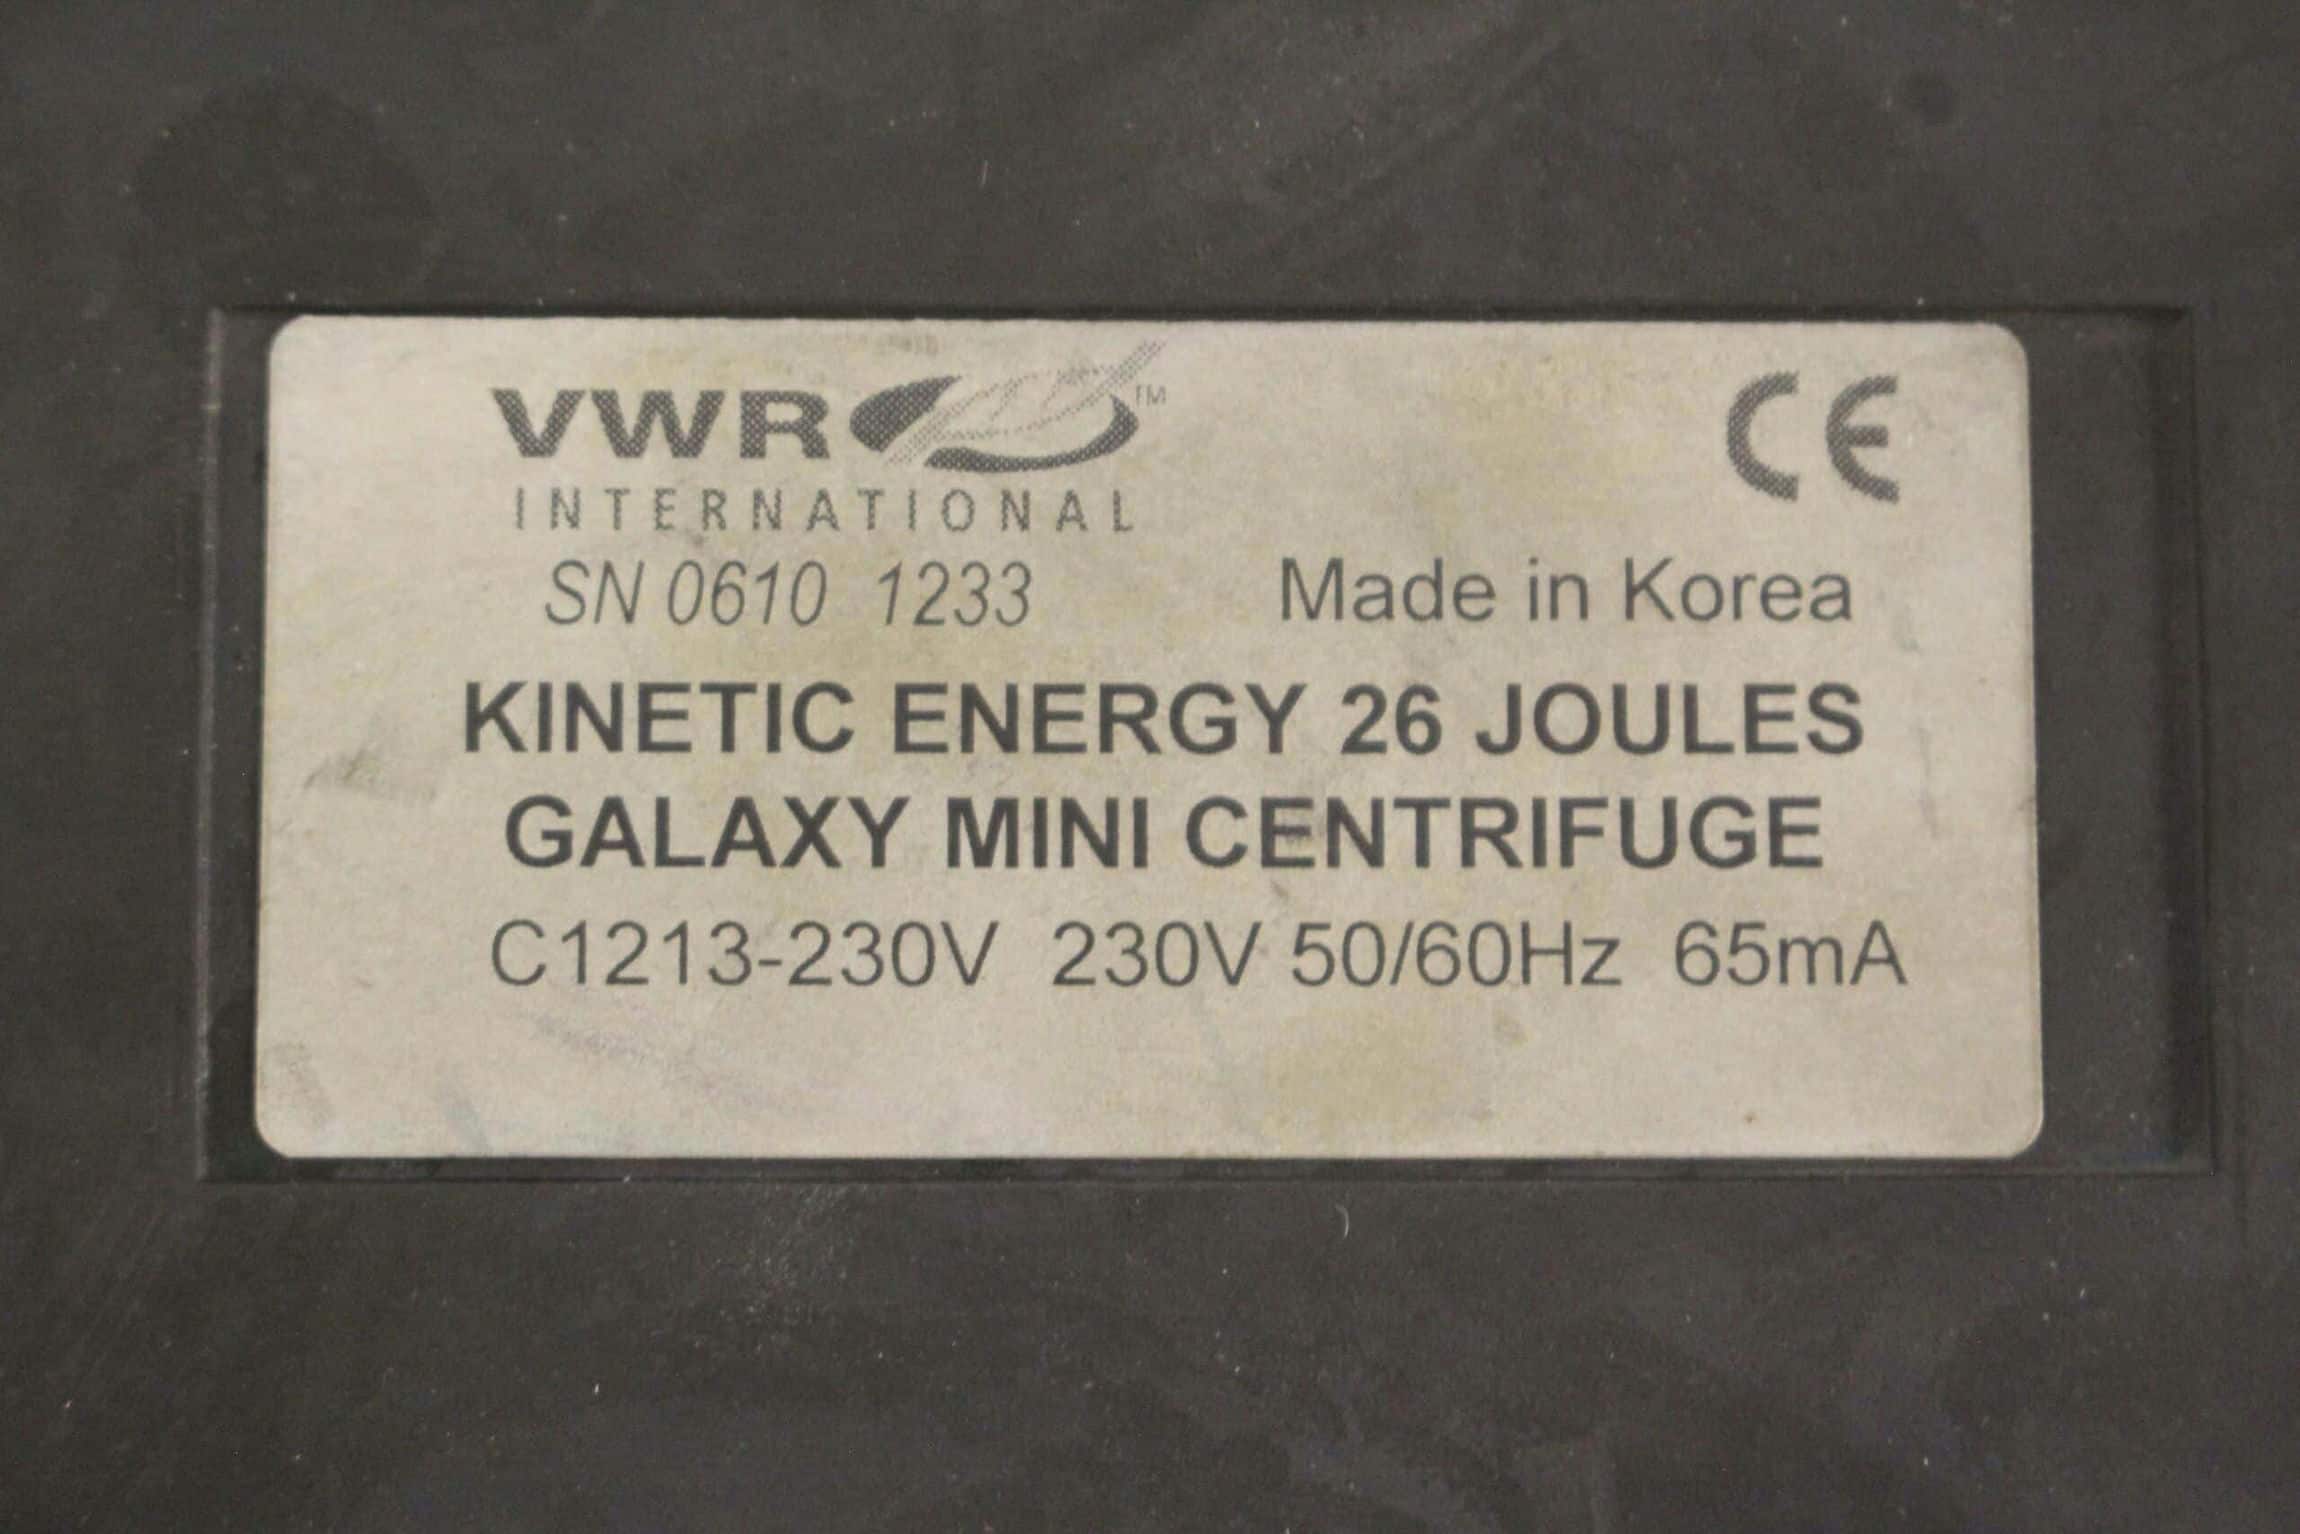 VWR™ CE
INTERNATIONAL
SN 0610 1233 Made in Korea
KINETIC ENERGY 26 JOULES
GALAXY MINI CENTRIFUGE
C1213-230V 230V 50/60Hz 65mA